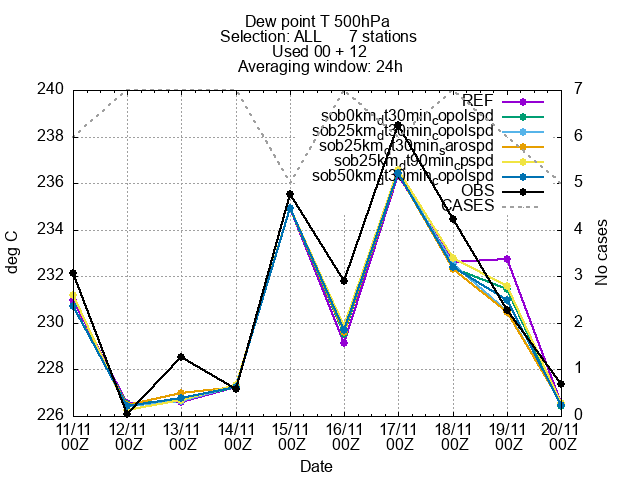 Dew point T 500hPa
Selection: ALL 7 stations
Used 00 + 12
Averaging window: 24h
240 7
REF
sob0km_dt30min_copolspd
238 6
sob25km_dt30min_copolspd
sob25km_dt30min_sarospd
sob25km_dt90min_cpspd
236 5
sob50km_dt30min_copolspd
OBS
CASES
234 4
deg C
No cases
232 3
230 2
228 1
226 0
11/11 12/11 13/11 14/11 15/11 16/11 17/11 18/11 19/11 20/11
00Z 00Z 00Z 00Z 00Z 00Z 00Z 00Z 00Z 00Z
Date